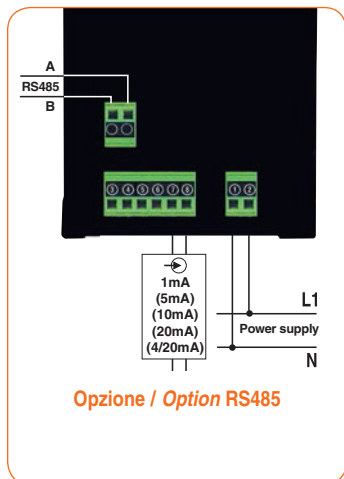 A
RS485
B
3 4 5 6 7 8
1 2
1mA
(5mA)
(10mA)
(20mA)
(4/20mA)
L1
Power supply
N
Opzione / Option RS485